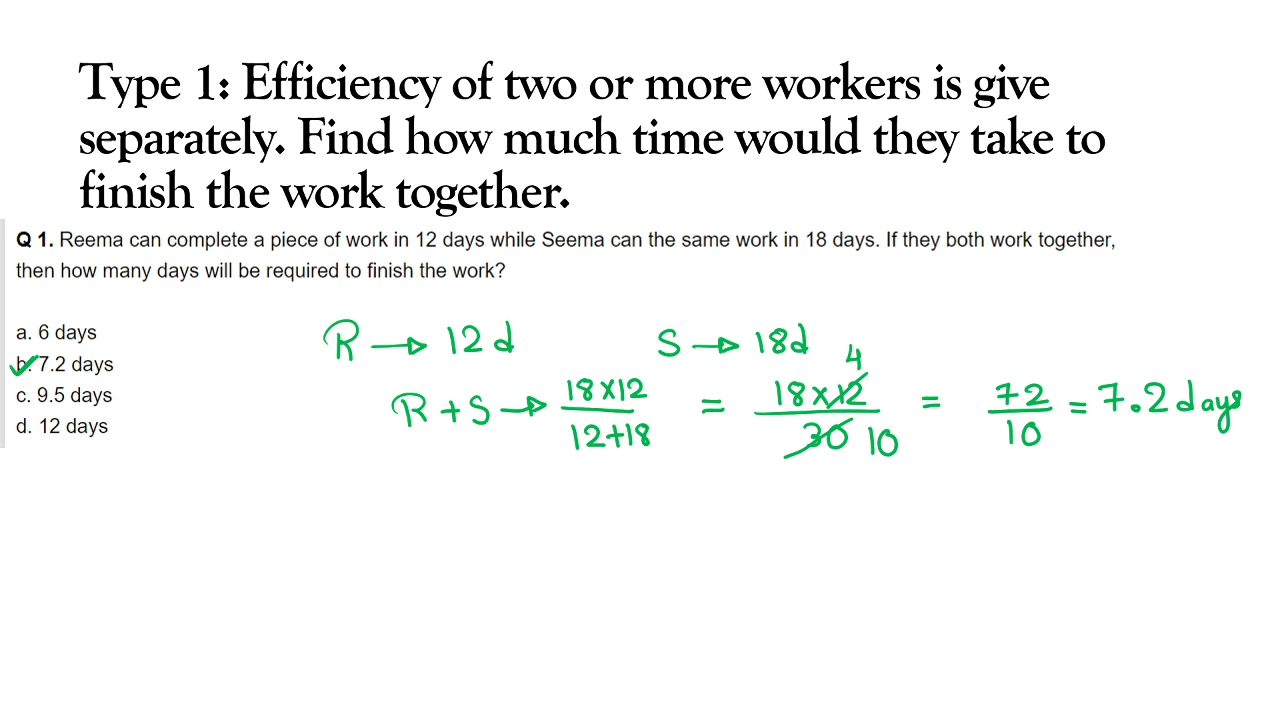 Type 1: Efficiency of two or more workers is give
separately. Find how much time would they take to
finish the work together.
Q 1. Reema can complete a piece of work in 12 days while Seema can the same work in 18 days. If they both work together,
then how many days will be required to finish the work?
a. 6 days
b. 7.2 days
c. 9.5 days
d. 12 days
R → 12 d S → 18d
R + S → 18×12/12+18 = 18×12/30 4 10 = 72/10 = 7.2 days